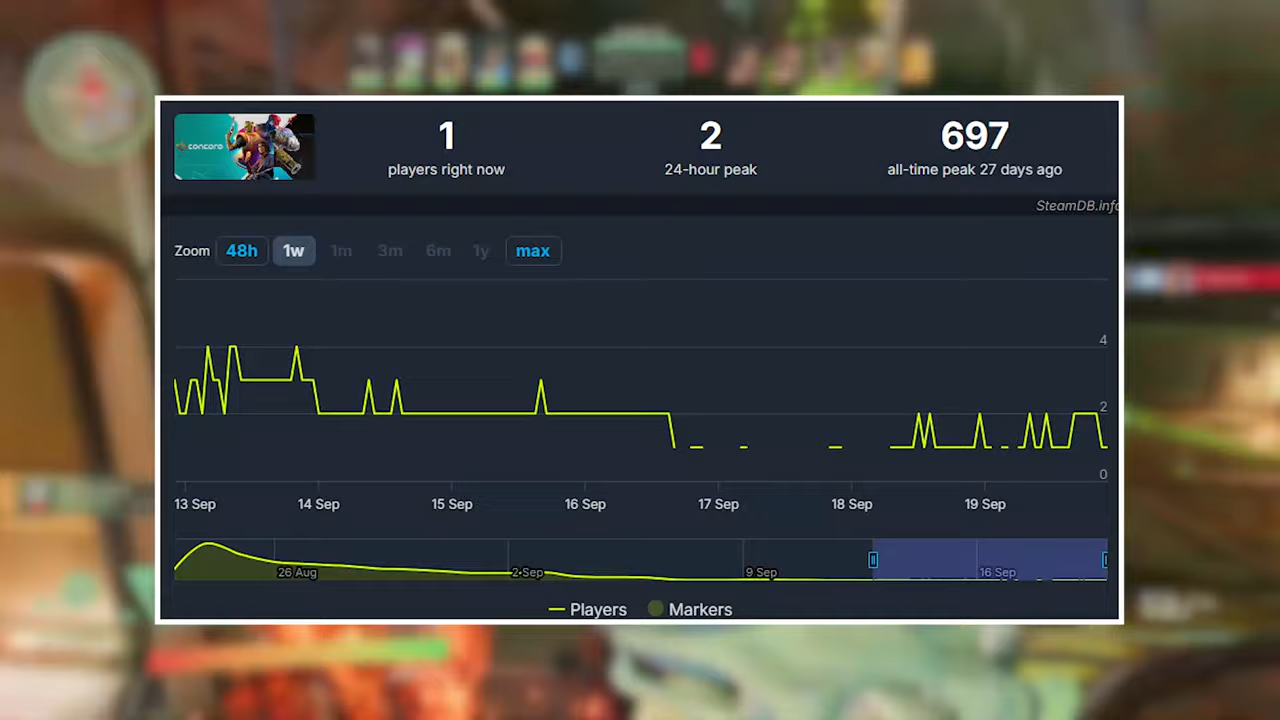 CONCORD
1
players right now
2
24-hour peak
697
all-time peak 27 days ago
SteamDB.info
Zoom 48h 1w 1m 3m 6m 1y max
4
2
0
13 Sep 14 Sep 15 Sep 16 Sep 17 Sep 18 Sep 19 Sep
26 Aug 2 Sep 9 Sep 16 Sep
Players Markers